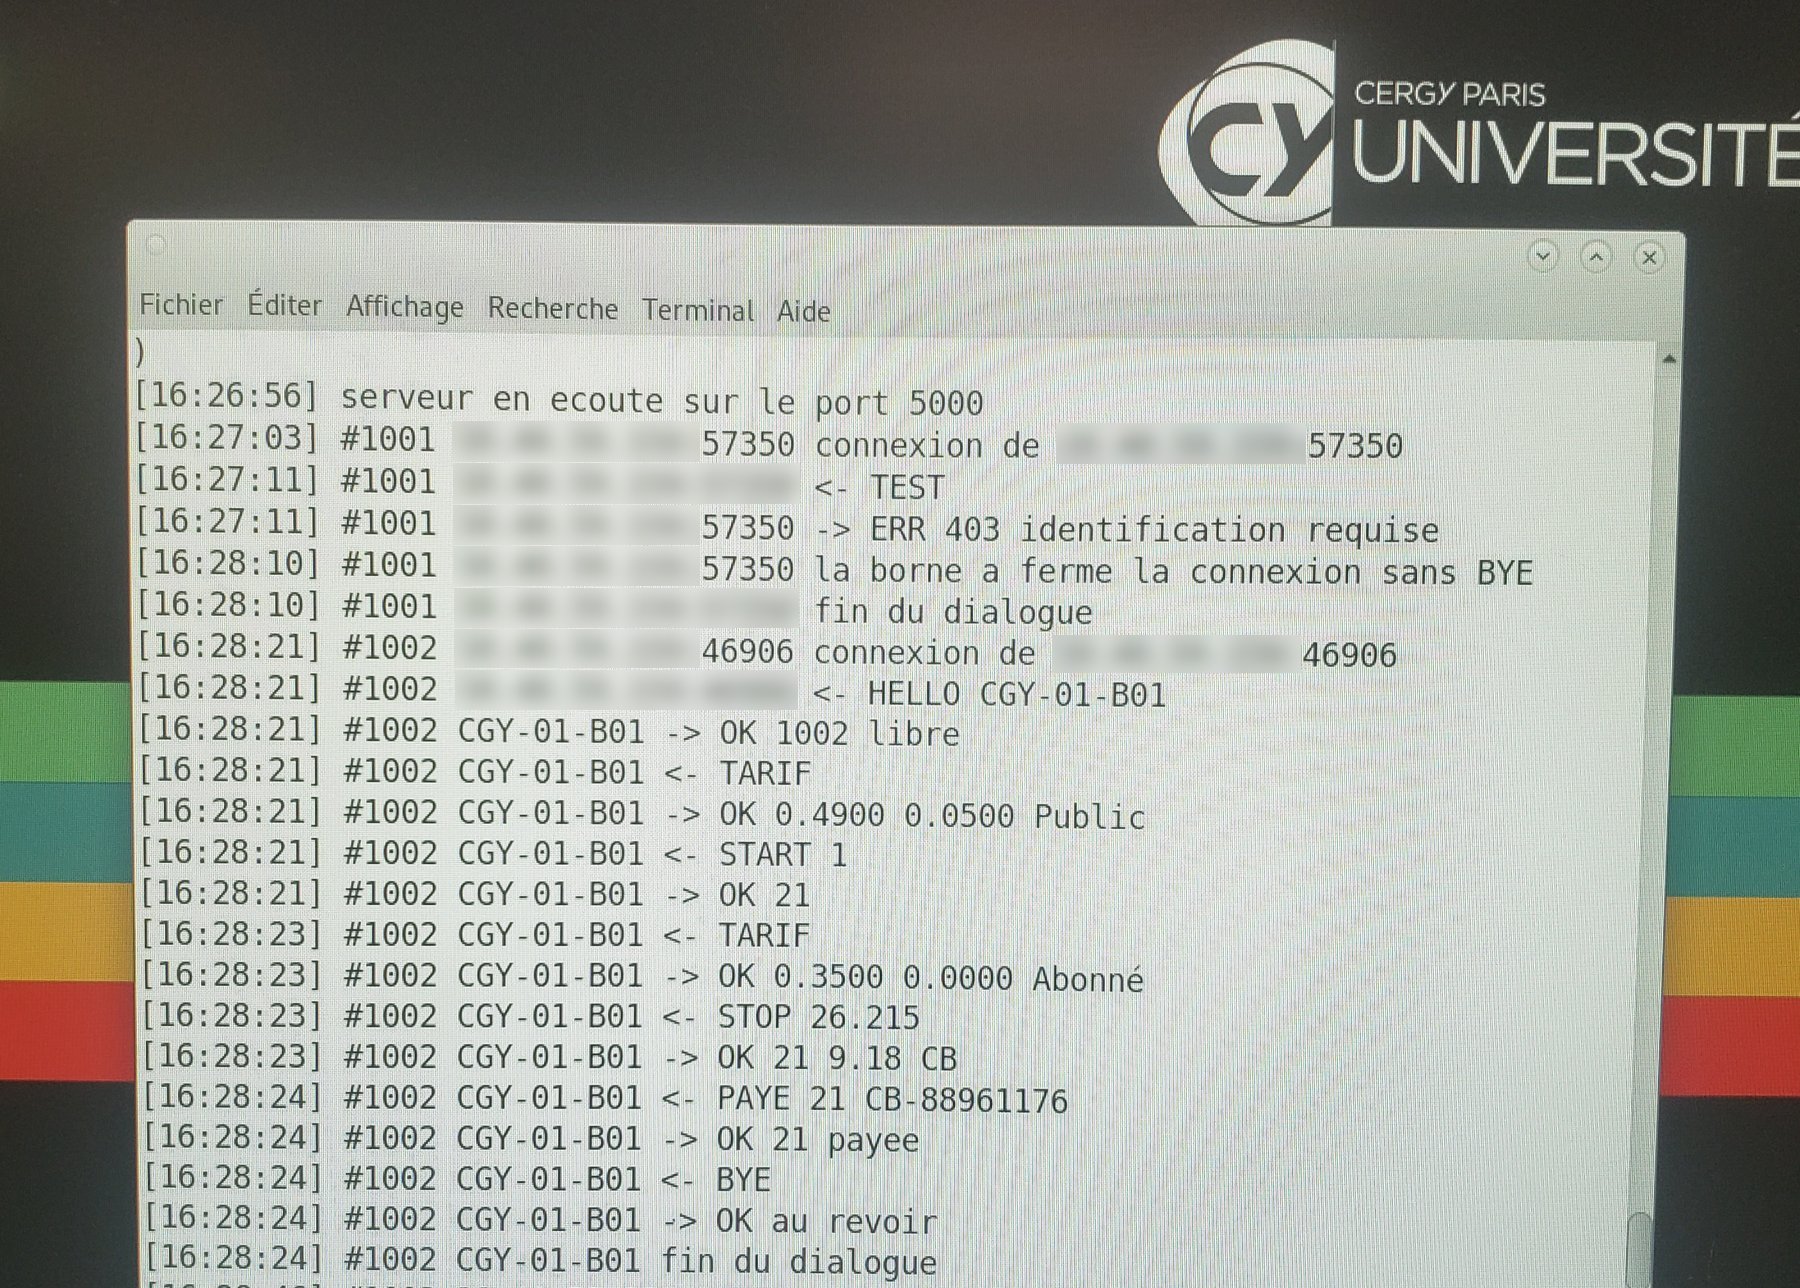 CERGY PARIS
UNIVERSITÉ
CY
Fichier Éditer Affichage Recherche Terminal Aide
)
[16:26:56] serveur en ecoute sur le port 5000
[16:27:03] #1001 57350 connexion de 57350
[16:27:11] #1001 <- TEST
[16:27:11] #1001 57350 -> ERR 403 identification requise
[16:28:10] #1001 57350 la borne a ferme la connexion sans BYE
[16:28:10] #1001 fin du dialogue
[16:28:21] #1002 46906 connexion de 46906
[16:28:21] #1002 <- HELLO CGY-01-B01
[16:28:21] #1002 CGY-01-B01 -> OK 1002 libre
[16:28:21] #1002 CGY-01-B01 <- TARIF
[16:28:21] #1002 CGY-01-B01 -> OK 0.4900 0.0500 Public
[16:28:21] #1002 CGY-01-B01 <- START 1
[16:28:21] #1002 CGY-01-B01 -> OK 21
[16:28:23] #1002 CGY-01-B01 <- TARIF
[16:28:23] #1002 CGY-01-B01 -> OK 0.3500 0.0000 Abonné
[16:28:23] #1002 CGY-01-B01 <- STOP 26.215
[16:28:23] #1002 CGY-01-B01 -> OK 21 9.18 CB
[16:28:24] #1002 CGY-01-B01 <- PAYE 21 CB-88961176
[16:28:24] #1002 CGY-01-B01 -> OK 21 payee
[16:28:24] #1002 CGY-01-B01 <- BYE
[16:28:24] #1002 CGY-01-B01 -> OK au revoir
[16:28:24] #1002 CGY-01-B01 fin du dialogue